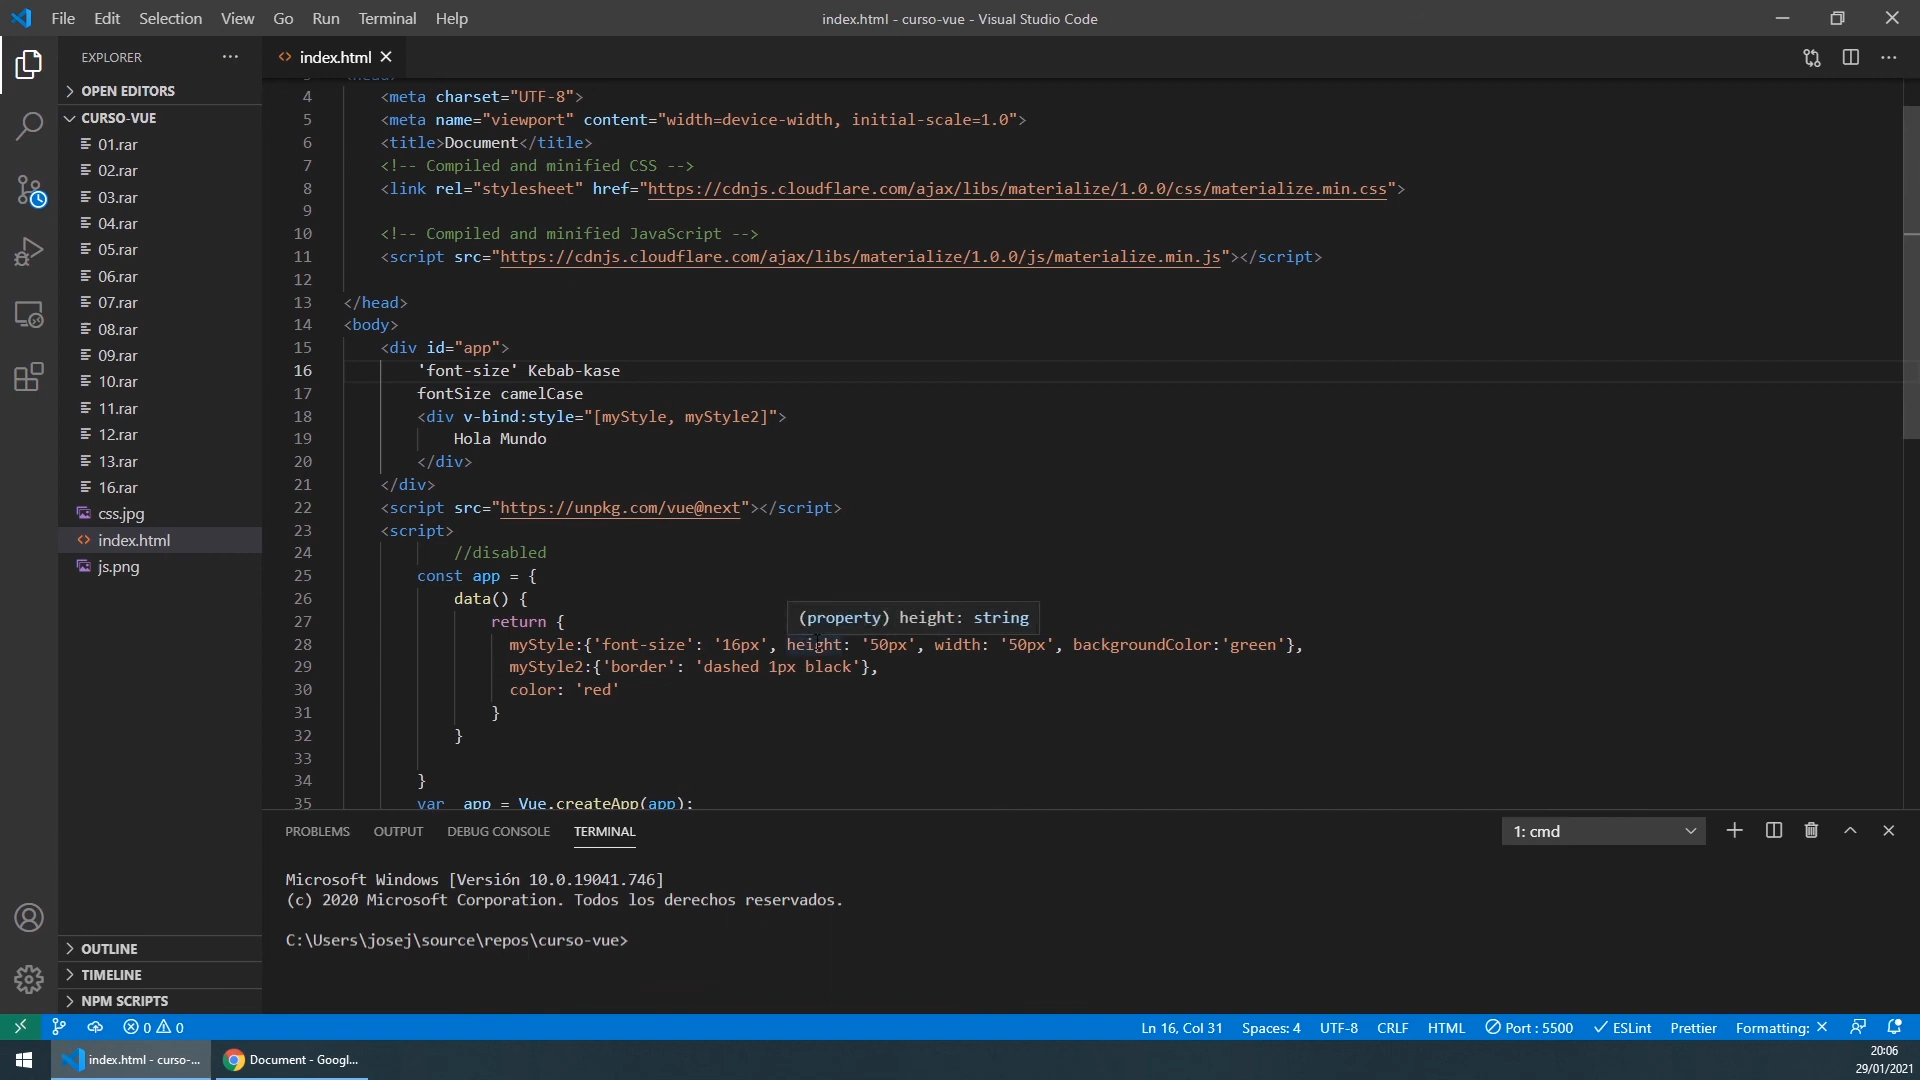 File Edit Selection View Go Run Terminal Help
index.html - curso-vue - Visual Studio Code
EXPLORER
OPEN EDITORS
CURSO-VUE
01.rar
02.rar
03.rar
04.rar
05.rar
06.rar
07.rar
08.rar
09.rar
10.rar
11.rar
12.rar
13.rar
16.rar
css.jpg
index.html
js.png
OUTLINE
TIMELINE
NPM SCRIPTS
index.html
4 <meta charset="UTF-8">
5 <meta name="viewport" content="width=device-width, initial-scale=1.0">
6 <title>Document</title>
7 <!-- Compiled and minified CSS -->
8 <link rel="stylesheet" href="https://cdnjs.cloudflare.com/ajax/libs/materialize/1.0.0/css/materialize.min.css">
9
10 <!-- Compiled and minified JavaScript -->
11 <script src="https://cdnjs.cloudflare.com/ajax/libs/materialize/1.0.0/js/materialize.min.js"></script>
12
13 </head>
14 <body>
15 <div id="app">
16 'font-size' Kebab-kase
17 fontSize camelCase
18 <div v-bind:style="[myStyle, myStyle2]">
19 Hola Mundo
20 </div>
21 </div>
22 <script src="https://unpkg.com/vue@next"></script>
23 <script>
24 //disabled
25 const app = {
26 data() {
(property) height: string
27 return {
28 myStyle:{'font-size': '16px', height: '50px', width: '50px', backgroundColor:'green'},
29 myStyle2:{'border': 'dashed 1px black'},
30 color: 'red'
31 }
32 }
33
34 }
35 var app = Vue.createApp(app);
PROBLEMS OUTPUT DEBUG CONSOLE TERMINAL
1: cmd
Microsoft Windows [Versión 10.0.19041.746]
(c) 2020 Microsoft Corporation. Todos los derechos reservados.
C:\Users\josej\source\repos\curso-vue>
0 0
Ln 16, Col 31 Spaces: 4 UTF-8 CRLF HTML Port : 5500 ESLint Prettier Formatting: ×
index.html - curso-...
Document - Googl...
20:06
29/01/2021